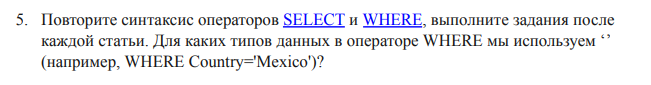 5. Повторите синтаксис операторов SELECT и WHERE, выполните задания после
каждой статьи. Для каких типов данных в операторе WHERE мы используем ‘’
(например, WHERE Country='Mexico')?